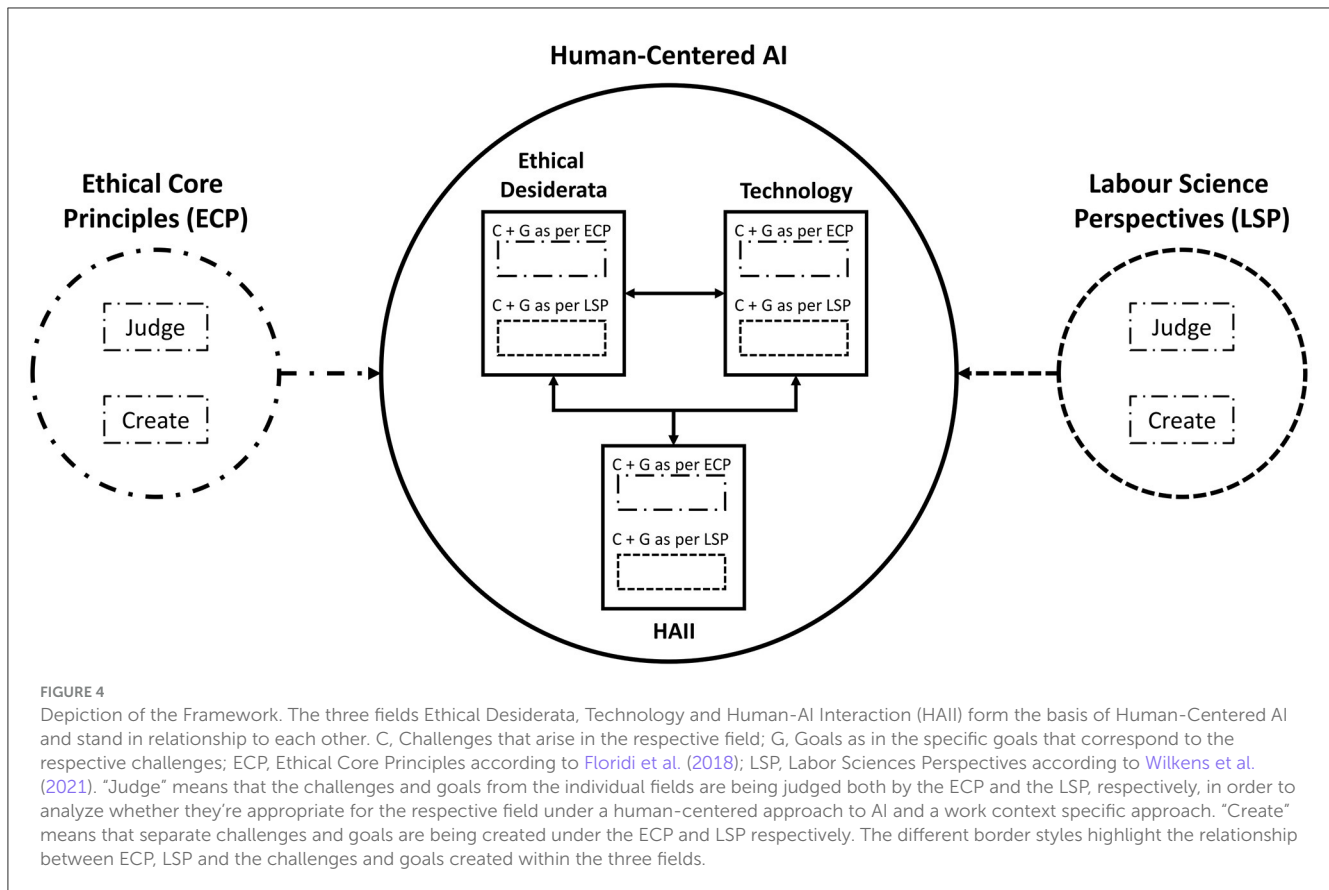 Human-Centered AI
Ethical Core
Principles (ECP)
Judge
Create
Ethical
Desiderata
C + G as per ECP
C + G as per LSP
Technology
C + G as per ECP
C + G as per LSP
C + G as per ECP
C + G as per LSP
HAII
Labour Science
Perspectives (LSP)
Judge
Create
FIGURE 4
Depiction of the Framework. The three fields Ethical Desiderata, Technology and Human-AI Interaction (HAII) form the basis of Human-Centered AI
and stand in relationship to each other. C, Challenges that arise in the respective field; G, Goals as in the specific goals that correspond to the
respective challenges; ECP, Ethical Core Principles according to Floridi et al. (2018); LSP, Labor Sciences Perspectives according to Wilkens et al.
(2021). “Judge” means that the challenges and goals from the individual fields are being judged both by the ECP and the LSP, respectively, in order to
analyze whether they’re appropriate for the respective field under a human-centered approach to AI and a work context specific approach. “Create”
means that separate challenges and goals are being created under the ECP and LSP respectively. The different border styles highlight the relationship
between ECP, LSP and the challenges and goals created within the three fields.